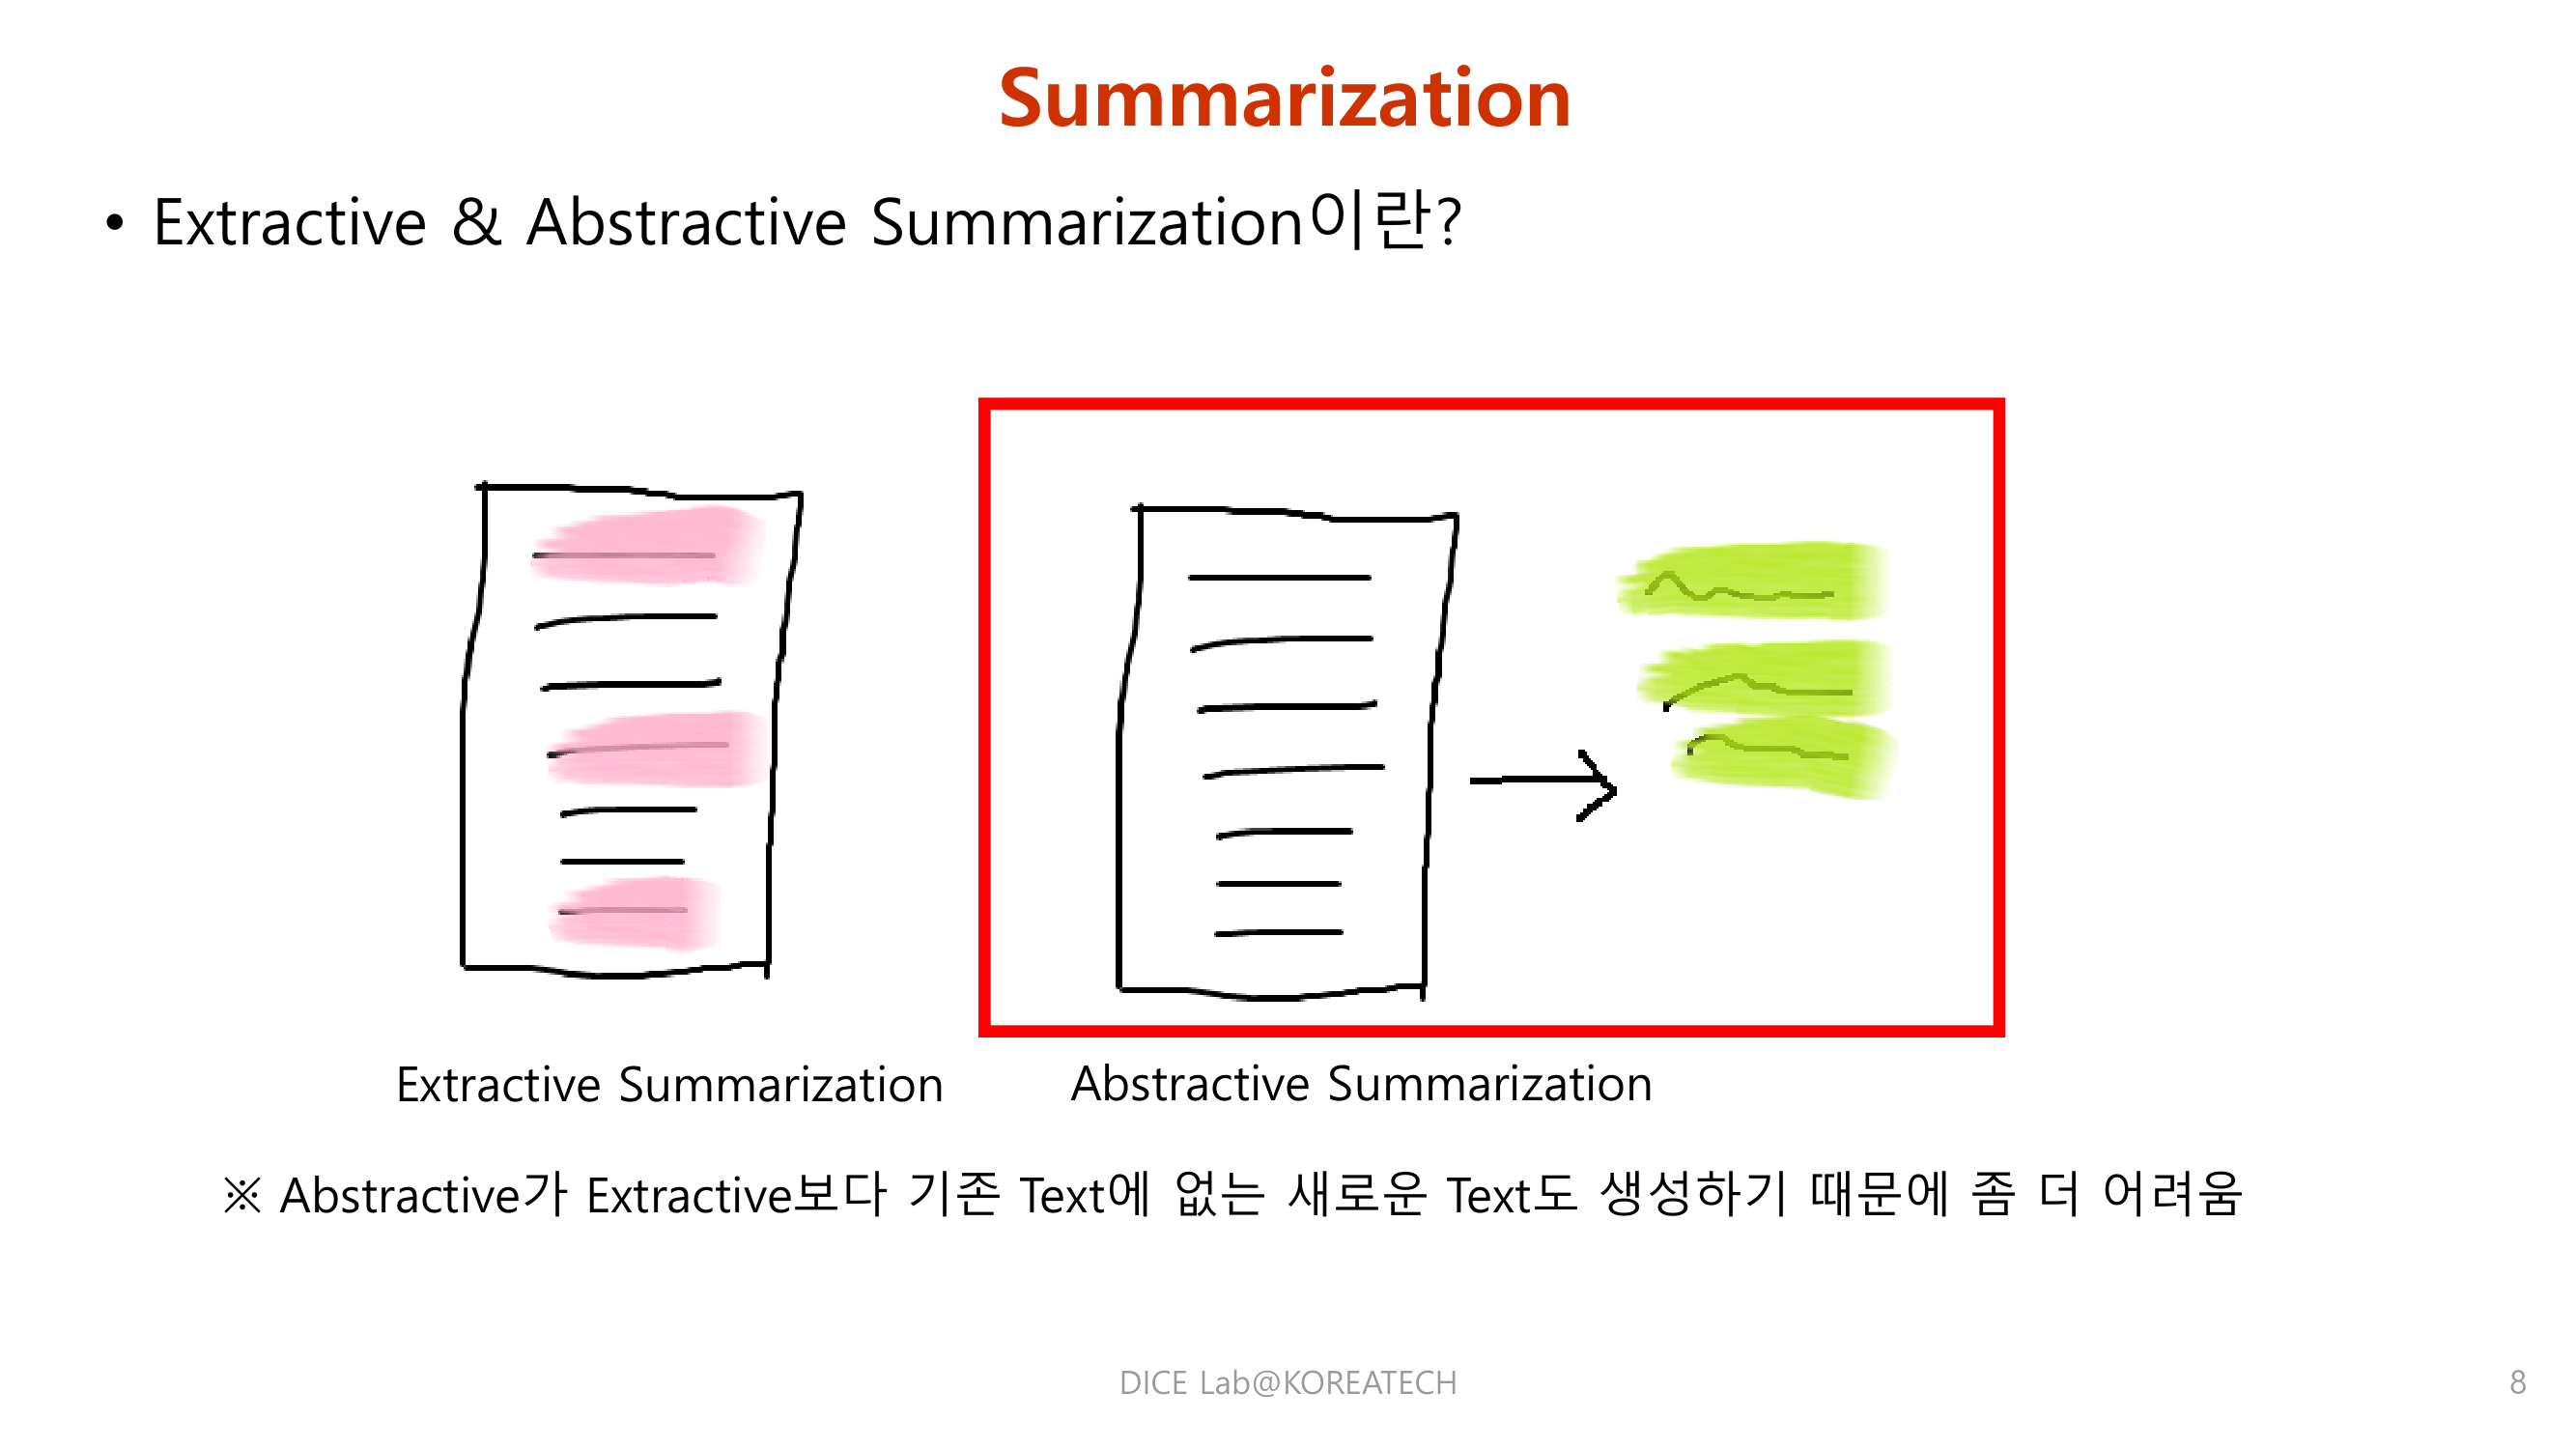 Summarization
• Extractive & Abstractive Summarization이란?
Extractive Summarization
Abstractive Summarization
※ Abstractive가 Extractive보다 기존 Text에 없는 새로운 Text도 생성하기 때문에 좀 더 어려움
DICE Lab@KOREATECH
8